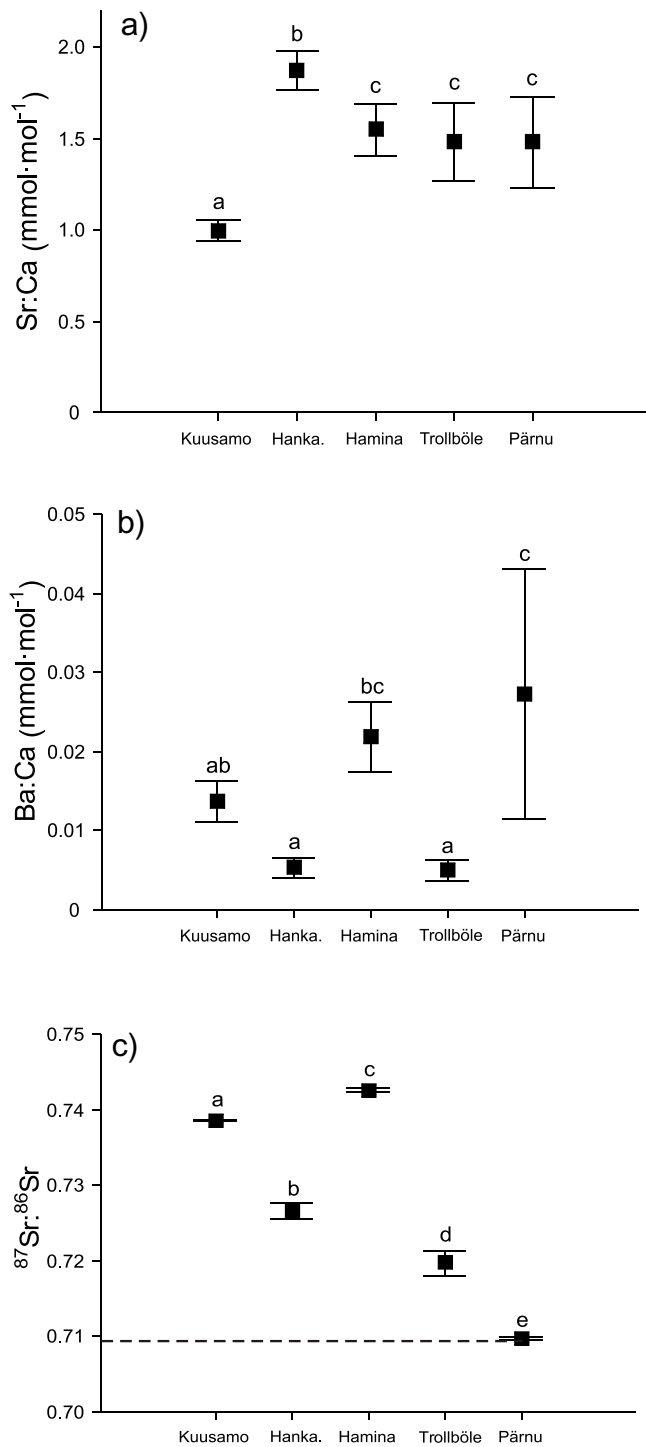 a)
Sr:Ca (mmol·mol⁻¹)
2.0
1.5
1.0
0.5
0
a
b
c
c
c
Kuusamo Hanka. Hamina Trollböle Pärnu
b)
Ba:Ca (mmol·mol⁻¹)
0.05
0.04
0.03
0.02
0.01
0
ab
a
bc
a
c
Kuusamo Hanka. Hamina Trollböle Pärnu
c)
⁸⁷Sr:⁸⁶Sr
0.75
0.74
0.73
0.72
0.71
0.70
a
b
c
d
e
Kuusamo Hanka. Hamina Trollböle Pärnu